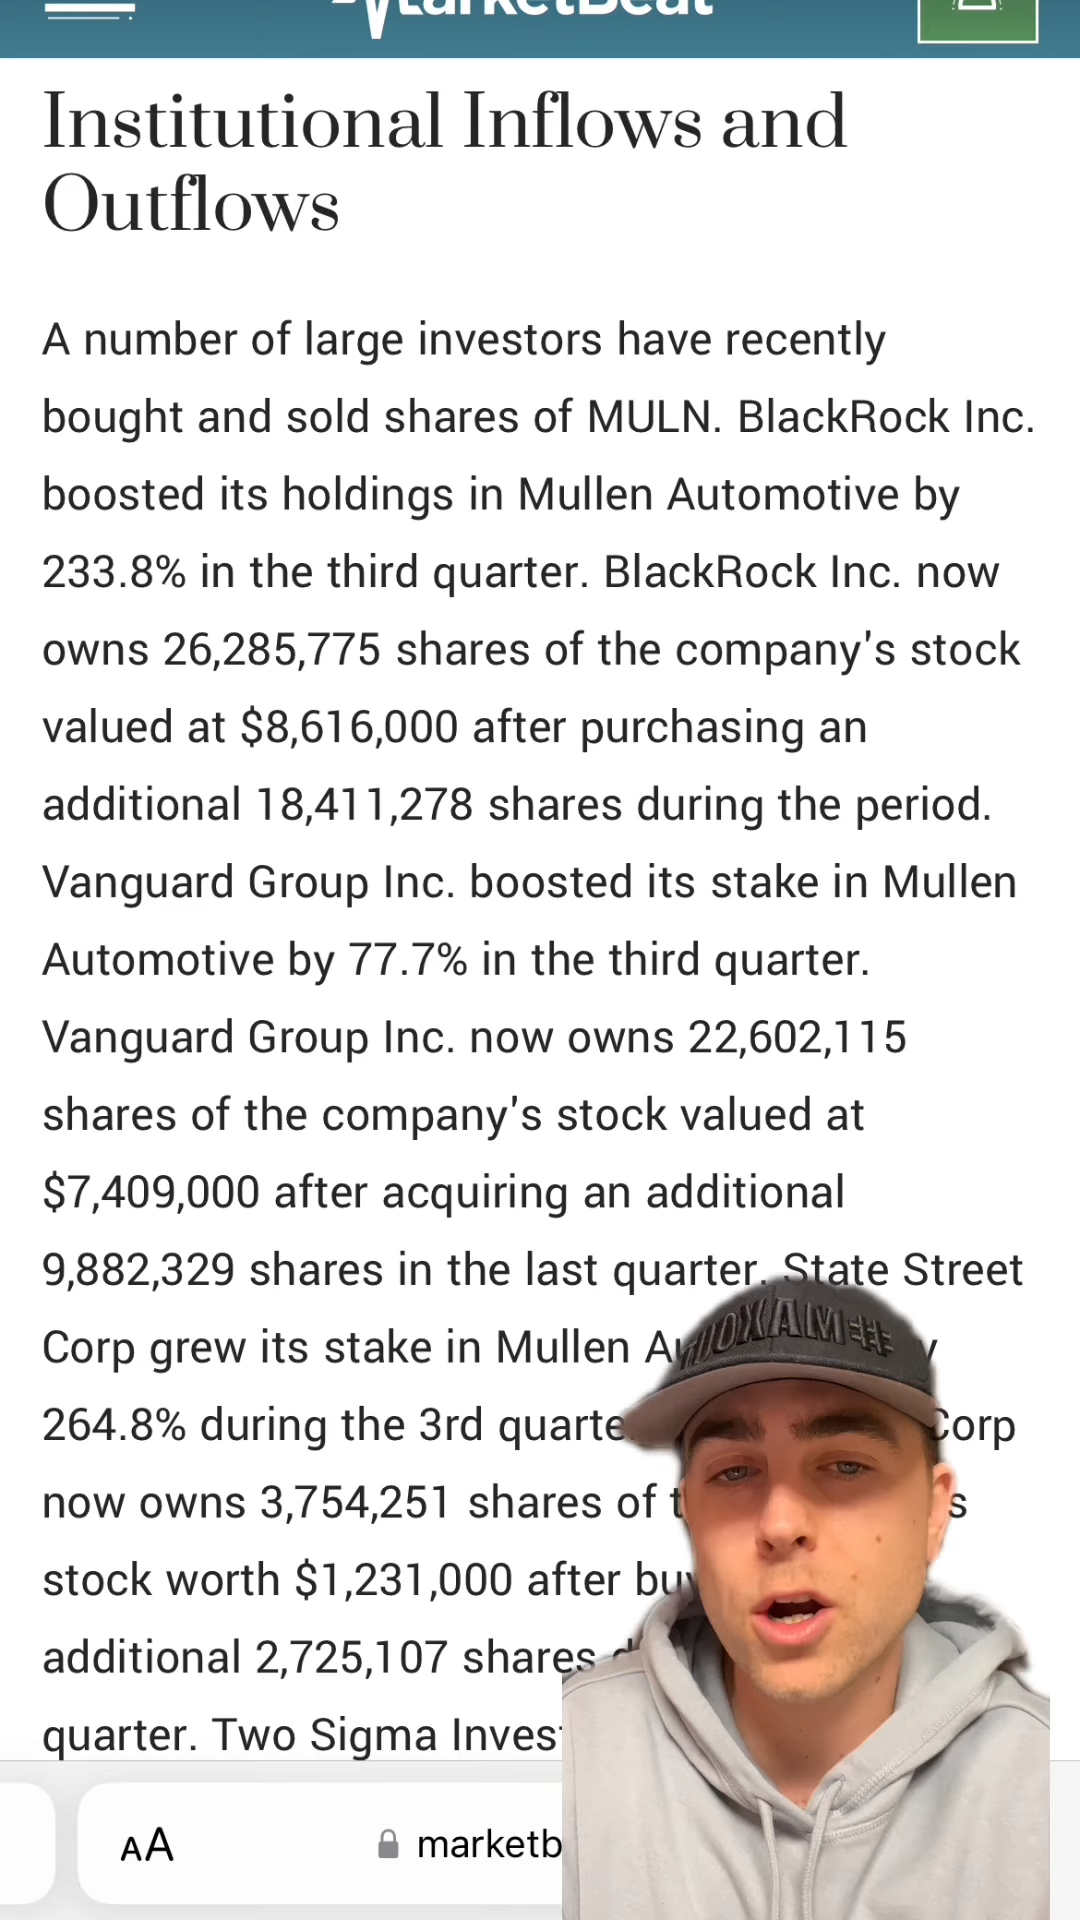 MarketBeat
Institutional Inflows and
Outflows
A number of large investors have recently
bought and sold shares of MULN. BlackRock Inc.
boosted its holdings in Mullen Automotive by
233.8% in the third quarter. BlackRock Inc. now
owns 26,285,775 shares of the company's stock
valued at $8,616,000 after purchasing an
additional 18,411,278 shares during the period.
Vanguard Group Inc. boosted its stake in Mullen
Automotive by 77.7% in the third quarter.
Vanguard Group Inc. now owns 22,602,115
shares of the company's stock valued at
$7,409,000 after acquiring an additional
9,882,329 shares in the last quarter. State Street
Corp grew its stake in Mullen
264.8% during the 3rd Corp
now owns 3,754,251 shares of
stock worth $1,231,000 after
additional 2,725,107 shares
quarter. Two Sigma
AA marketb